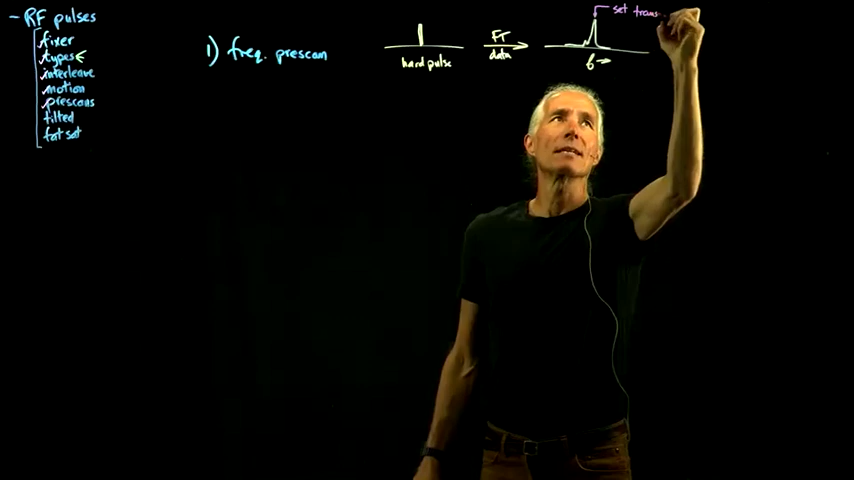 - RF pulses
fixer
types
interleave
motion
prescans
tilted
fat sat
1) freq. prescan
hard pulse
FT
data
f
set trans